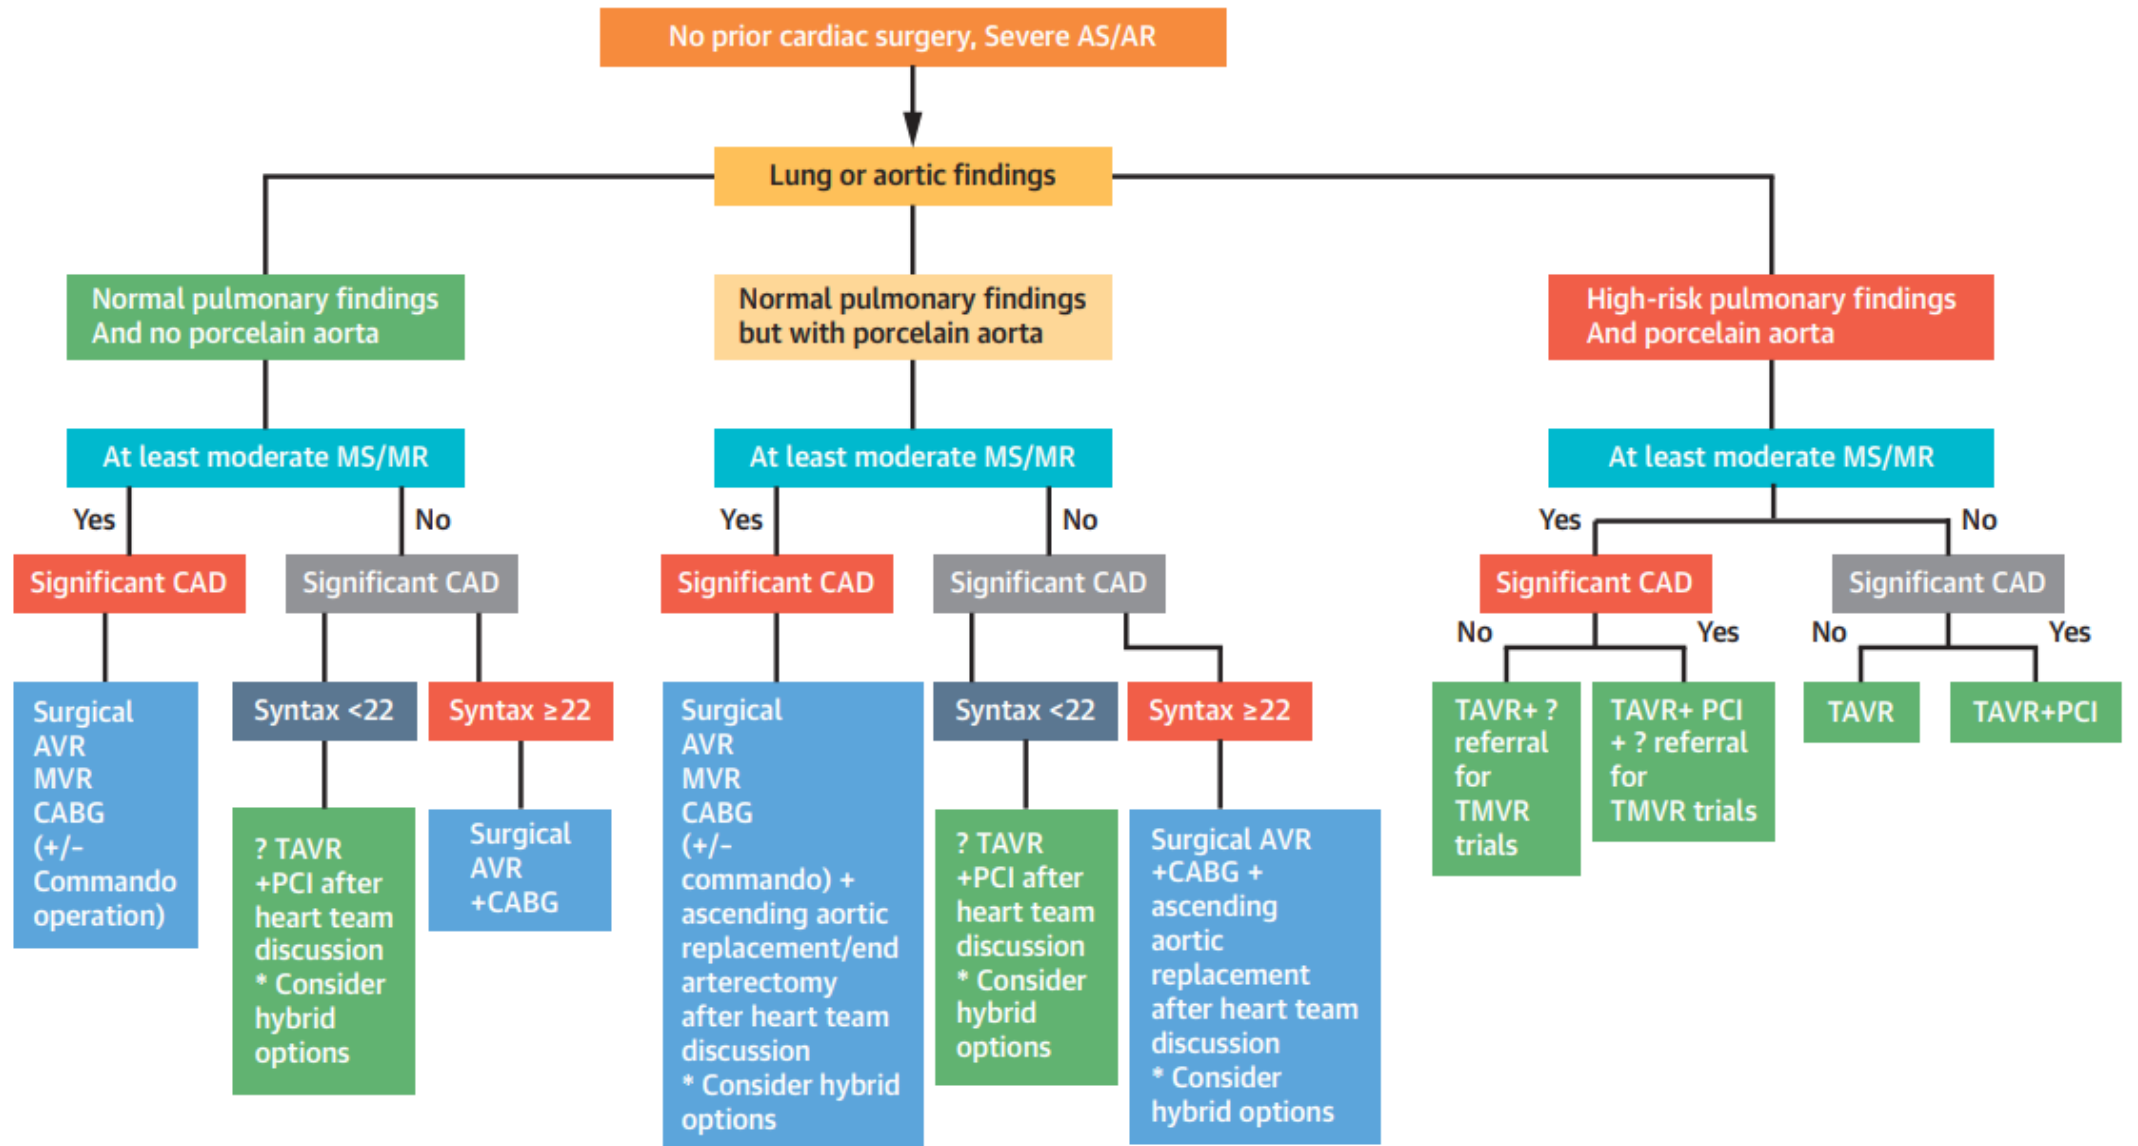 No prior cardiac surgery, Severe AS/AR
Lung or aortic findings
Normal pulmonary findings
And no porcelain aorta
Normal pulmonary findings
but with porcelain aorta
High-risk pulmonary findings
And porcelain aorta
At least moderate MS/MR
At least moderate MS/MR
At least moderate MS/MR
Yes
No
Yes
No
Yes
No
Significant CAD
Significant CAD
Significant CAD
Significant CAD
Significant CAD
Significant CAD
No
Yes
No
Yes
Surgical
AVR
MVR
CABG
(+/−
Commando
operation)
Syntax <22
Syntax ≥22
? TAVR
+PCI after
heart team
discussion
* Consider
hybrid
options
Surgical
AVR
+CABG
Surgical
AVR
MVR
CABG
(+/−
commando) +
ascending aortic
replacement/end
arterectomy
after heart team
discussion
* Consider hybrid
options
Syntax <22
Syntax ≥22
? TAVR
+PCI after
heart team
discussion
* Consider
hybrid
options
Surgical AVR
+CABG +
ascending
aortic
replacement
after heart team
discussion
* Consider
hybrid options
TAVR+ ?
referral
for
TMVR
trials
TAVR+ PCI
+ ? referral
for
TMVR trials
TAVR
TAVR+PCI